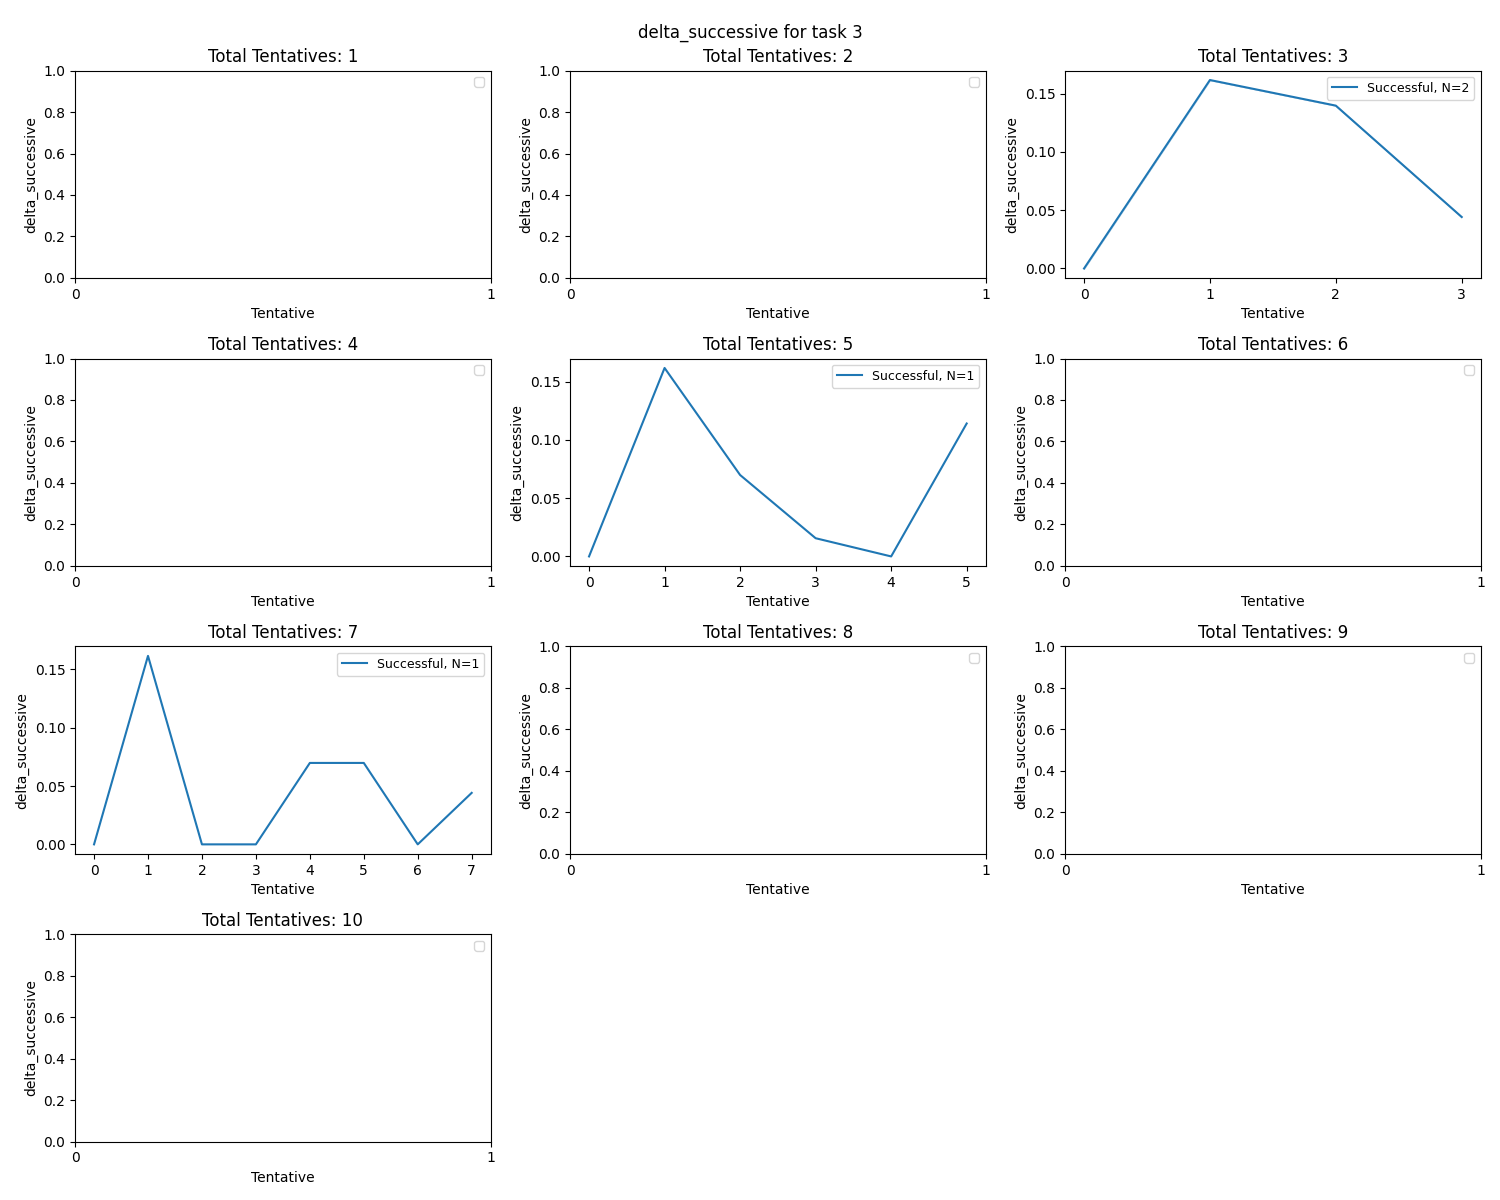 delta_successive for task 3
Total Tentatives: 1
1.0
0.8
0.6
0.4
0.2
0.0
delta_successive
0 1
Tentative
Total Tentatives: 2
1.0
0.8
0.6
0.4
0.2
0.0
delta_successive
0 1
Tentative
Total Tentatives: 3
Successful, N=2
0.15
0.10
0.05
0.00
delta_successive
0 1 2 3
Tentative
Total Tentatives: 4
1.0
0.8
0.6
0.4
0.2
0.0
delta_successive
0 1
Tentative
Total Tentatives: 5
Successful, N=1
0.15
0.10
0.05
0.00
delta_successive
0 1 2 3 4 5
Tentative
Total Tentatives: 6
1.0
0.8
0.6
0.4
0.2
0.0
delta_successive
0 1
Tentative
Total Tentatives: 7
Successful, N=1
0.15
0.10
0.05
0.00
delta_successive
0 1 2 3 4 5 6 7
Tentative
Total Tentatives: 8
1.0
0.8
0.6
0.4
0.2
0.0
delta_successive
0 1
Tentative
Total Tentatives: 9
1.0
0.8
0.6
0.4
0.2
0.0
delta_successive
0 1
Tentative
Total Tentatives: 10
1.0
0.8
0.6
0.4
0.2
0.0
delta_successive
0 1
Tentative